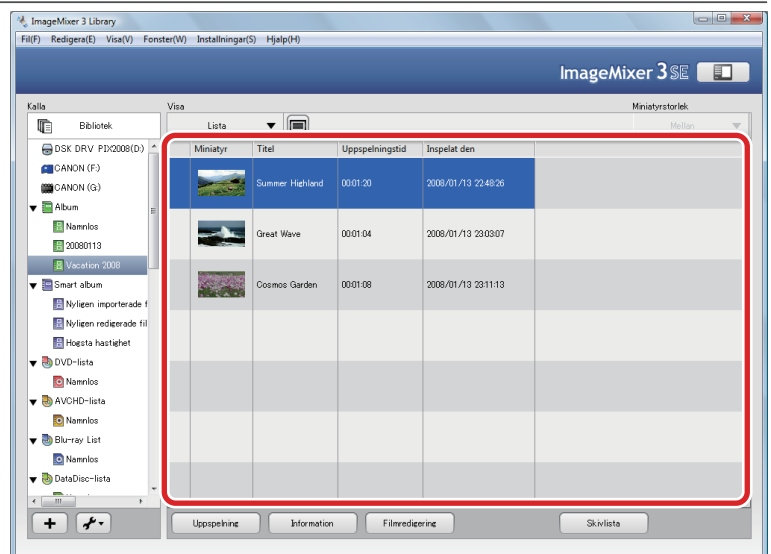 ImageMixer 3 Library
Fil(F) Redigera(E) Visa(V) Fonster(W) Installningar(S) Hjalp(H)
ImageMixer 3 SE
Kalla Visa Miniatyrstorlek
Bibliotek Lista Mellan
DSK DRV PIX2008(D:)
CANON (F:)
CANON (G:)
Album
Namnlos
20080113
Vacation 2008
Smart album
Nyligen importerade f
Nyligen redigerade fil
Hogsta hastighet
DVD-lista
Namnlos
AVCHD-lista
Namnlos
Blu-ray List
Namnlos
DataDisc-lista
Miniatyr Titel Uppspelningstid Inspelat den
Summer Highland 00:01:20 2008/01/13 22:48:26
Great Wave 00:01:04 2008/01/13 23:03:07
Cosmos Garden 00:01:08 2008/01/13 23:11:13
Uppspelning Information Filmredigering Skivlista